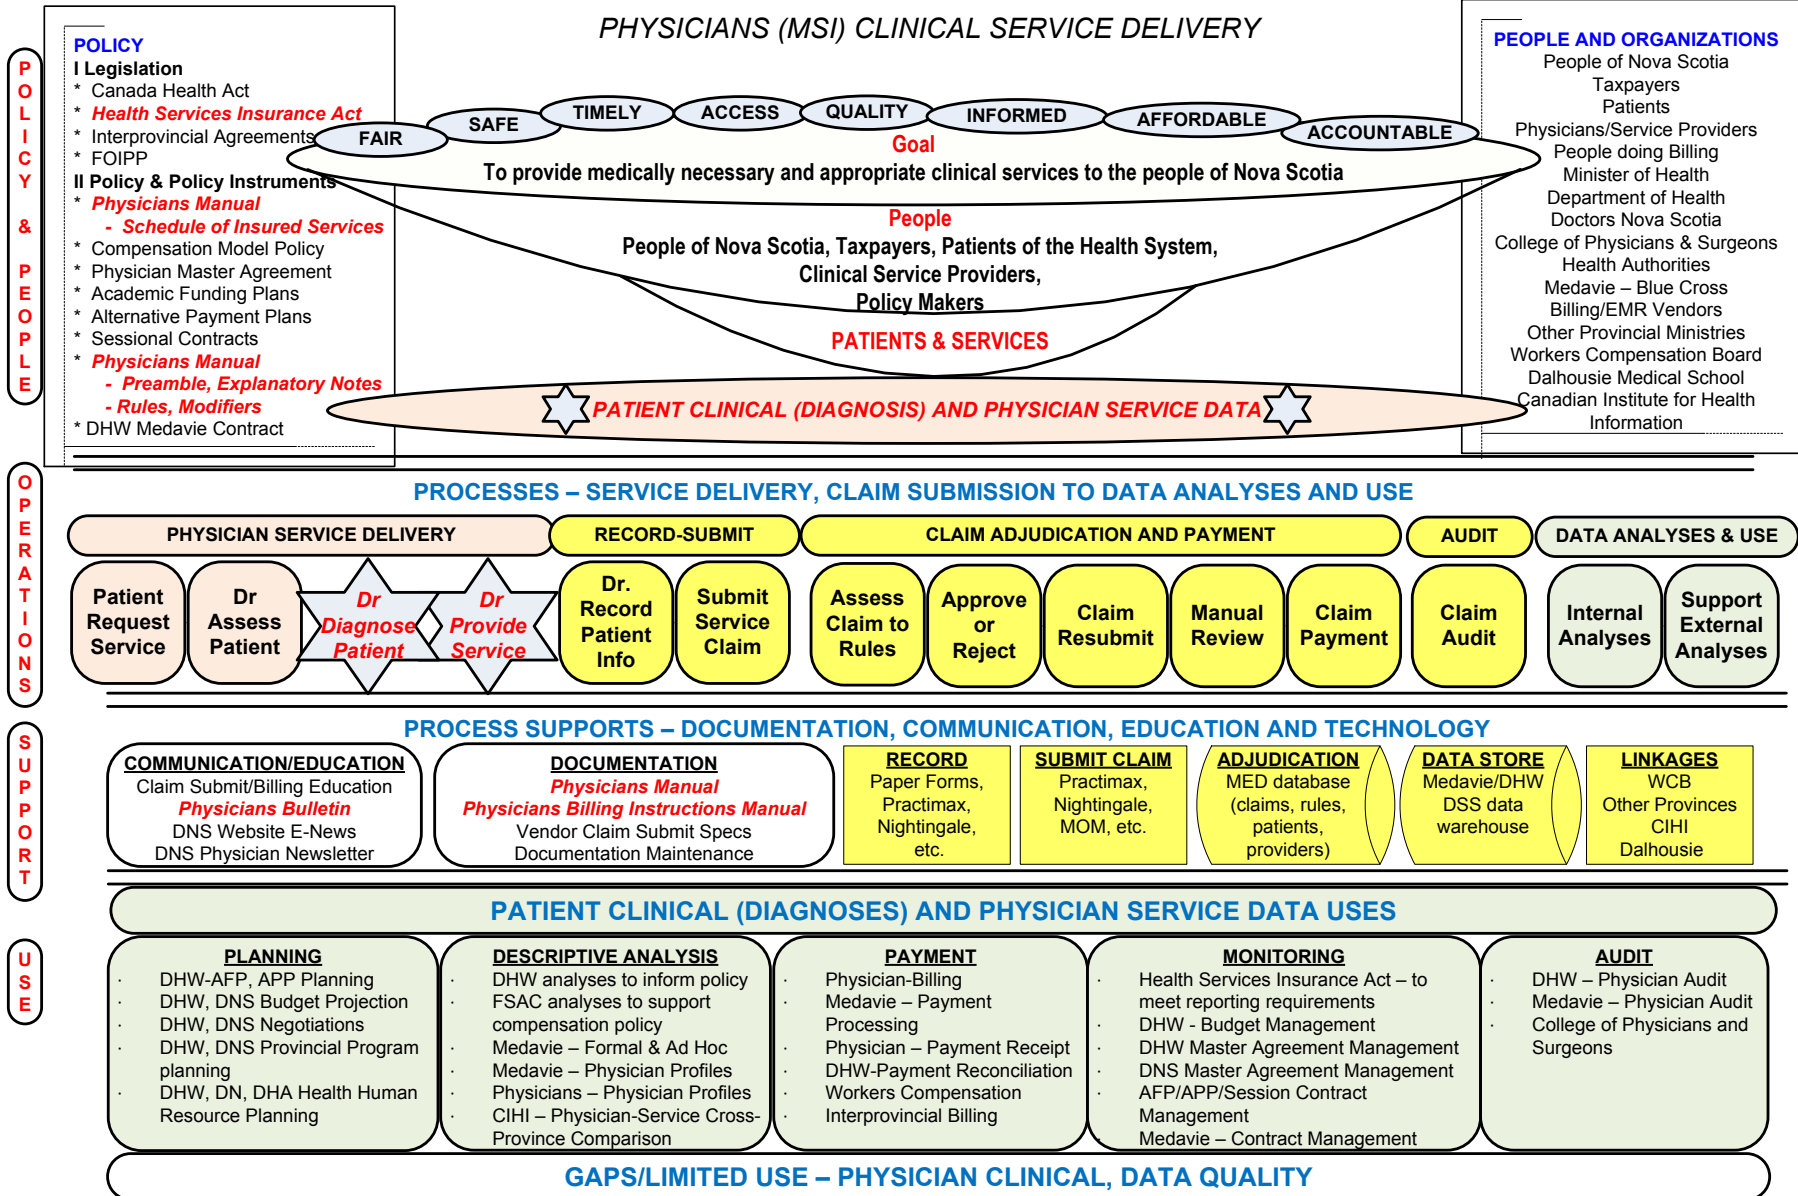 PHYSICIANS (MSI) CLINICAL SERVICE DELIVERY
POLICY & PEOPLE
POLICY
I Legislation
* Canada Health Act
* Health Services Insurance Act
* Interprovincial Agreements
* FOIPP
II Policy & Policy Instruments
* Physicians Manual
- Schedule of Insured Services
* Compensation Model Policy
* Physician Master Agreement
* Academic Funding Plans
* Alternative Payment Plans
* Sessional Contracts
* Physicians Manual
- Preamble, Explanatory Notes
- Rules, Modifiers
* DHW Medavie Contract
FAIR
SAFE
TIMELY
ACCESS
QUALITY
INFORMED
AFFORDABLE
ACCOUNTABLE
Goal
To provide medically necessary and appropriate clinical services to the people of Nova Scotia
People
People of Nova Scotia, Taxpayers, Patients of the Health System,
Clinical Service Providers,
Policy Makers
PATIENTS & SERVICES
PATIENT CLINICAL (DIAGNOSIS) AND PHYSICIAN SERVICE DATA
PEOPLE AND ORGANIZATIONS
People of Nova Scotia
Taxpayers
Patients
Physicians/Service Providers
People doing Billing
Minister of Health
Department of Health
Doctors Nova Scotia
College of Physicians & Surgeons
Health Authorities
Medavie – Blue Cross
Billing/EMR Vendors
Other Provincial Ministries
Workers Compensation Board
Dalhousie Medical School
Canadian Institute for Health
Information
OPERATIONS
PROCESSES – SERVICE DELIVERY, CLAIM SUBMISSION TO DATA ANALYSES AND USE
PHYSICIAN SERVICE DELIVERY
RECORD-SUBMIT
CLAIM ADJUDICATION AND PAYMENT
AUDIT
DATA ANALYSES & USE
Patient
Request
Service
Dr
Assess
Patient
Dr
Diagnose
Patient
Dr
Provide
Service
Dr.
Record
Patient
Info
Submit
Service
Claim
Assess
Claim to
Rules
Approve
or
Reject
Claim
Resubmit
Manual
Review
Claim
Payment
Claim
Audit
Internal
Analyses
Support
External
Analyses
SUPPORT
PROCESS SUPPORTS – DOCUMENTATION, COMMUNICATION, EDUCATION AND TECHNOLOGY
COMMUNICATION/EDUCATION
Claim Submit/Billing Education
Physicians Bulletin
DNS Website E-News
DNS Physician Newsletter
DOCUMENTATION
Physicians Manual
Physicians Billing Instructions Manual
Vendor Claim Submit Specs
Documentation Maintenance
RECORD
Paper Forms,
Practimax,
Nightingale,
etc.
SUBMIT CLAIM
Practimax,
Nightingale,
MOM, etc.
ADJUDICATION
MED database
(claims, rules,
patients,
providers)
DATA STORE
Medavie/DHW
DSS data
warehouse
LINKAGES
WCB
Other Provinces
CIHI
Dalhousie
USE
PATIENT CLINICAL (DIAGNOSES) AND PHYSICIAN SERVICE DATA USES
PLANNING
· DHW-AFP, APP Planning
· DHW, DNS Budget Projection
· DHW, DNS Negotiations
· DHW, DNS Provincial Program
planning
· DHW, DN, DHA Health Human
Resource Planning
DESCRIPTIVE ANALYSIS
· DHW analyses to inform policy
· FSAC analyses to support
compensation policy
· Medavie – Formal & Ad Hoc
· Medavie – Physician Profiles
· Physicians – Physician Profiles
· CIHI – Physician-Service Cross-
Province Comparison
PAYMENT
· Physician-Billing
· Medavie – Payment
Processing
· Physician – Payment Receipt
· DHW-Payment Reconciliation
· Workers Compensation
· Interprovincial Billing
MONITORING
· Health Services Insurance Act – to
meet reporting requirements
· DHW - Budget Management
· DHW Master Agreement Management
· DNS Master Agreement Management
· AFP/APP/Session Contract
Management
· Medavie – Contract Management
AUDIT
· DHW – Physician Audit
· Medavie – Physician Audit
· College of Physicians and
Surgeons
GAPS/LIMITED USE – PHYSICIAN CLINICAL, DATA QUALITY